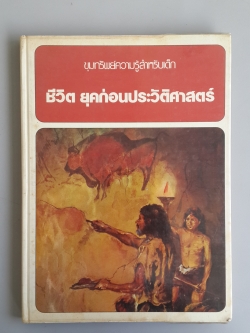 ขุมทรัพย์ความรู้สำหรับเด็ก
ชีวิต ยุคก่อนประวัติศาสตร์